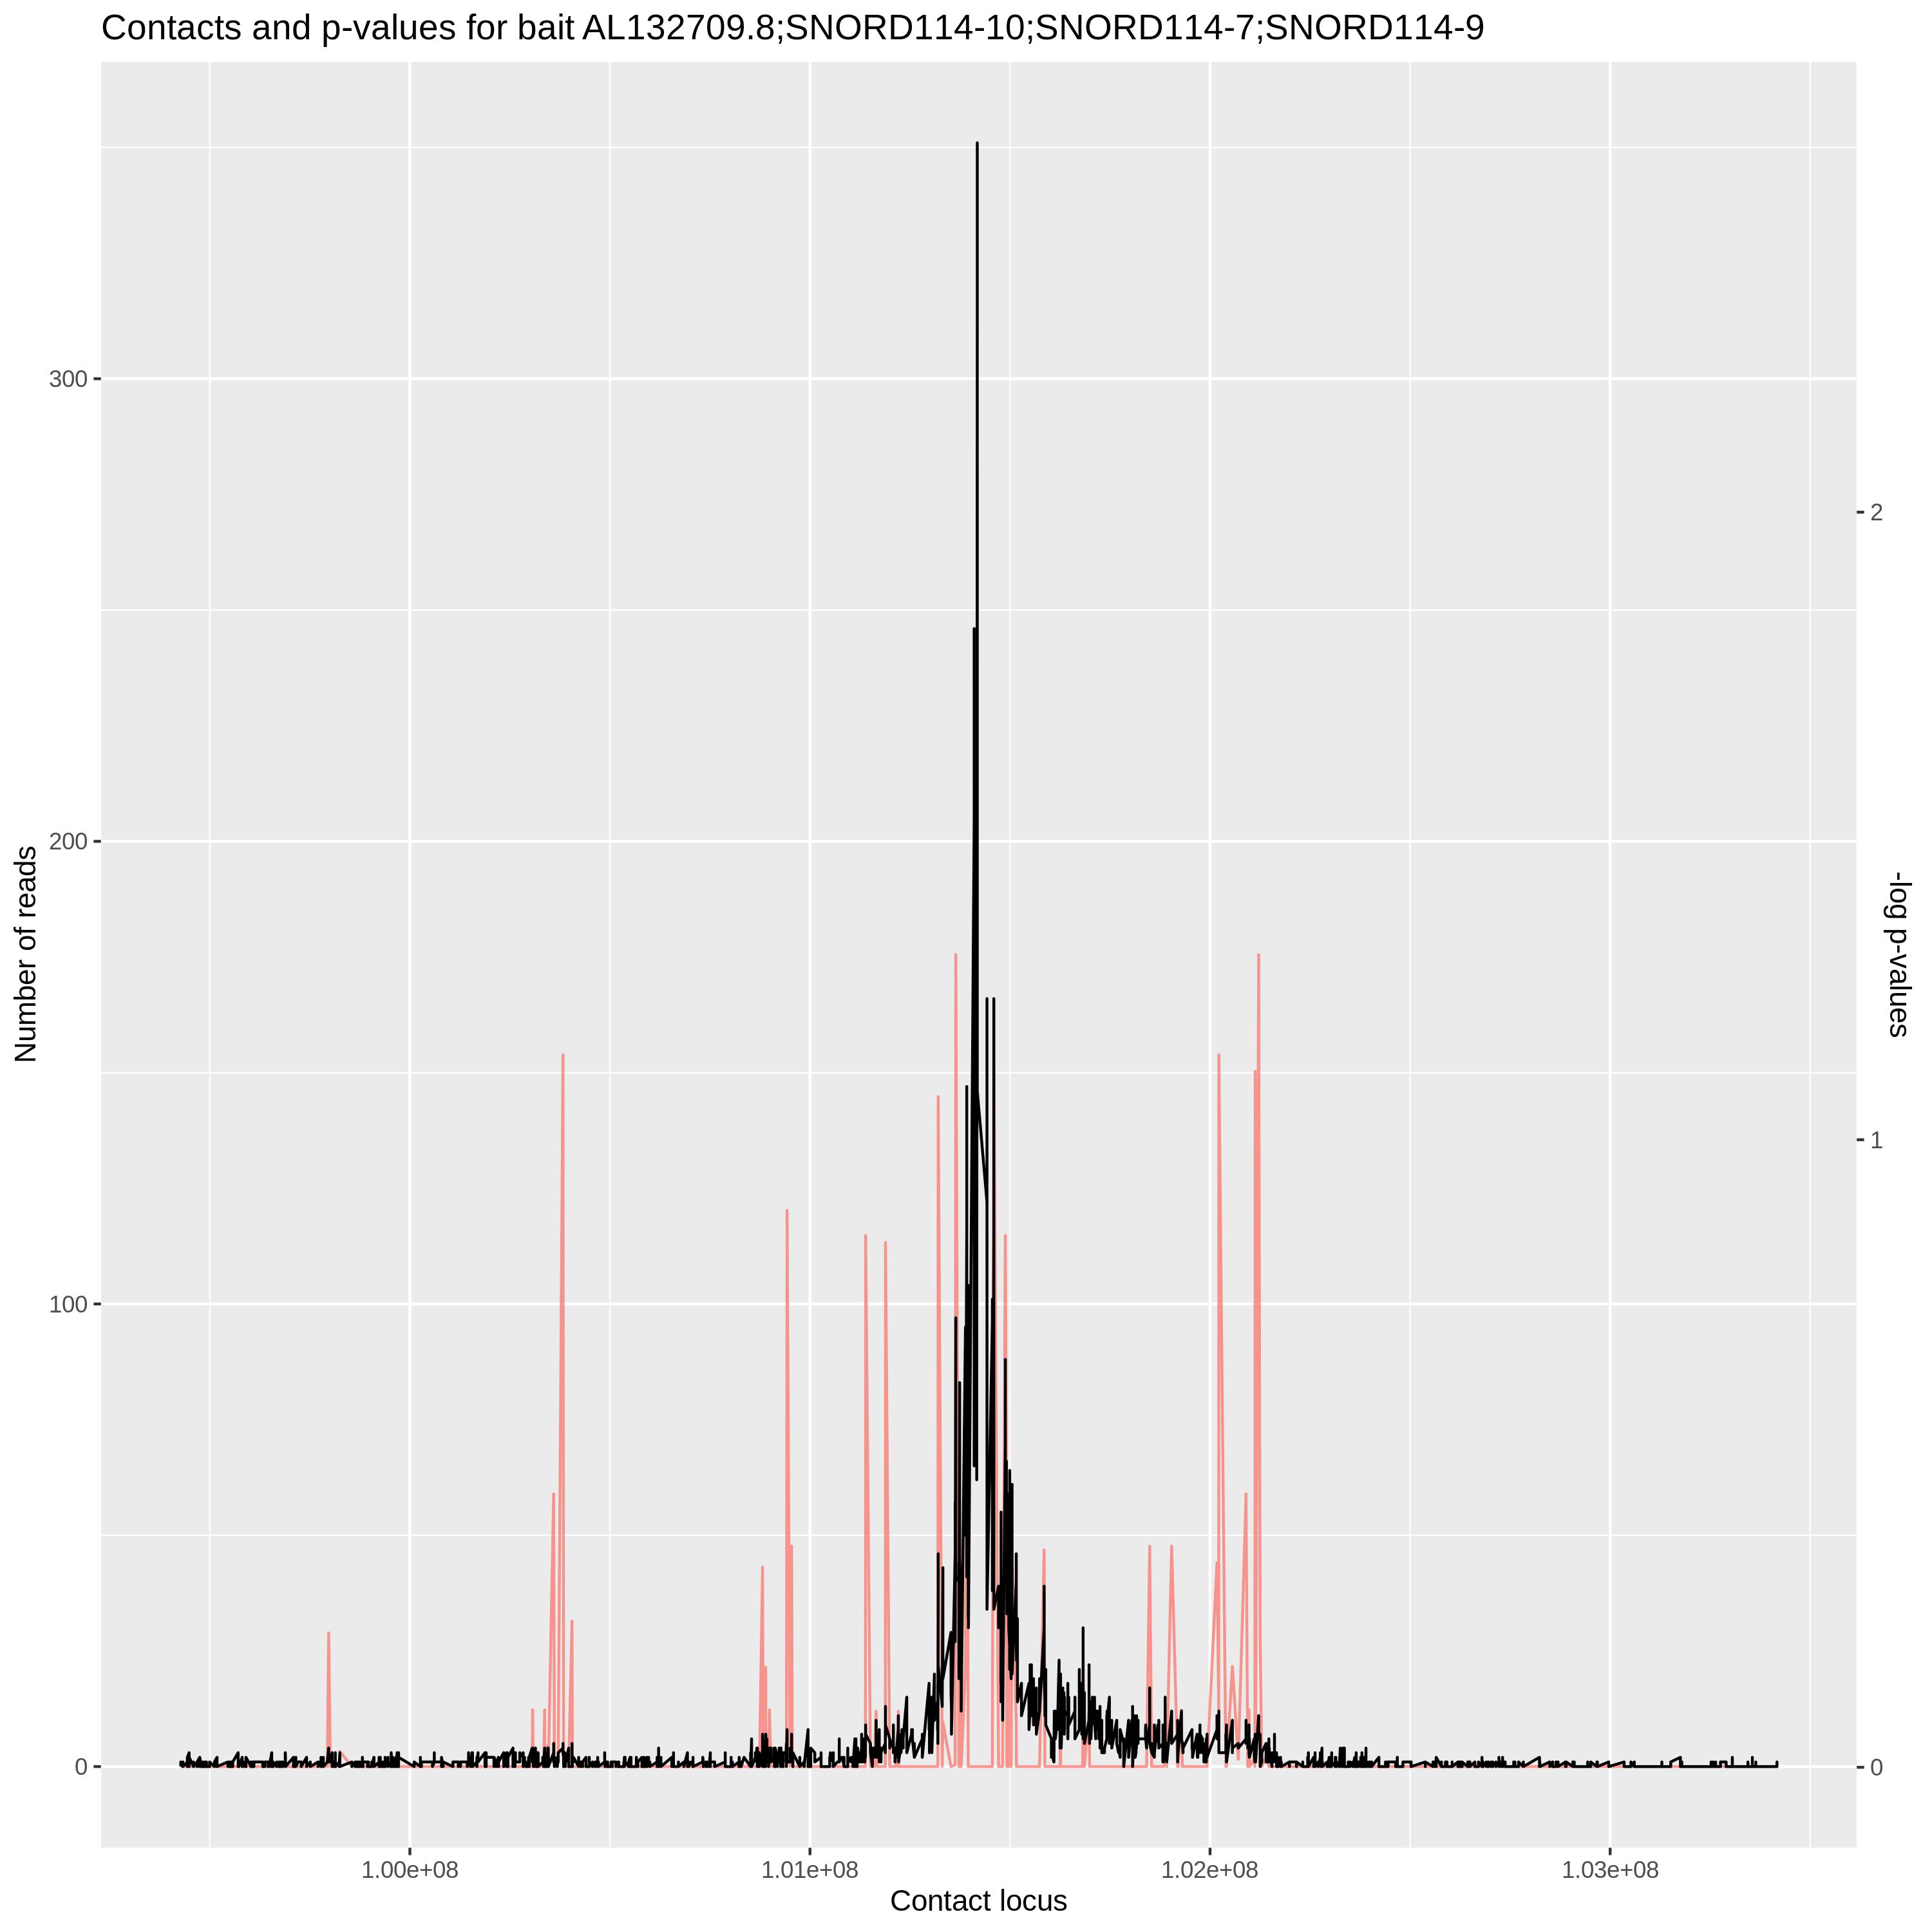 Contacts and p-values for bait AL132709.8;SNORD114-10;SNORD114-7;SNORD114-9
Number of reads
300
200
100
0
2
1
0
-log p-values
1.00e+08
1.01e+08
1.02e+08
1.03e+08
Contact locus